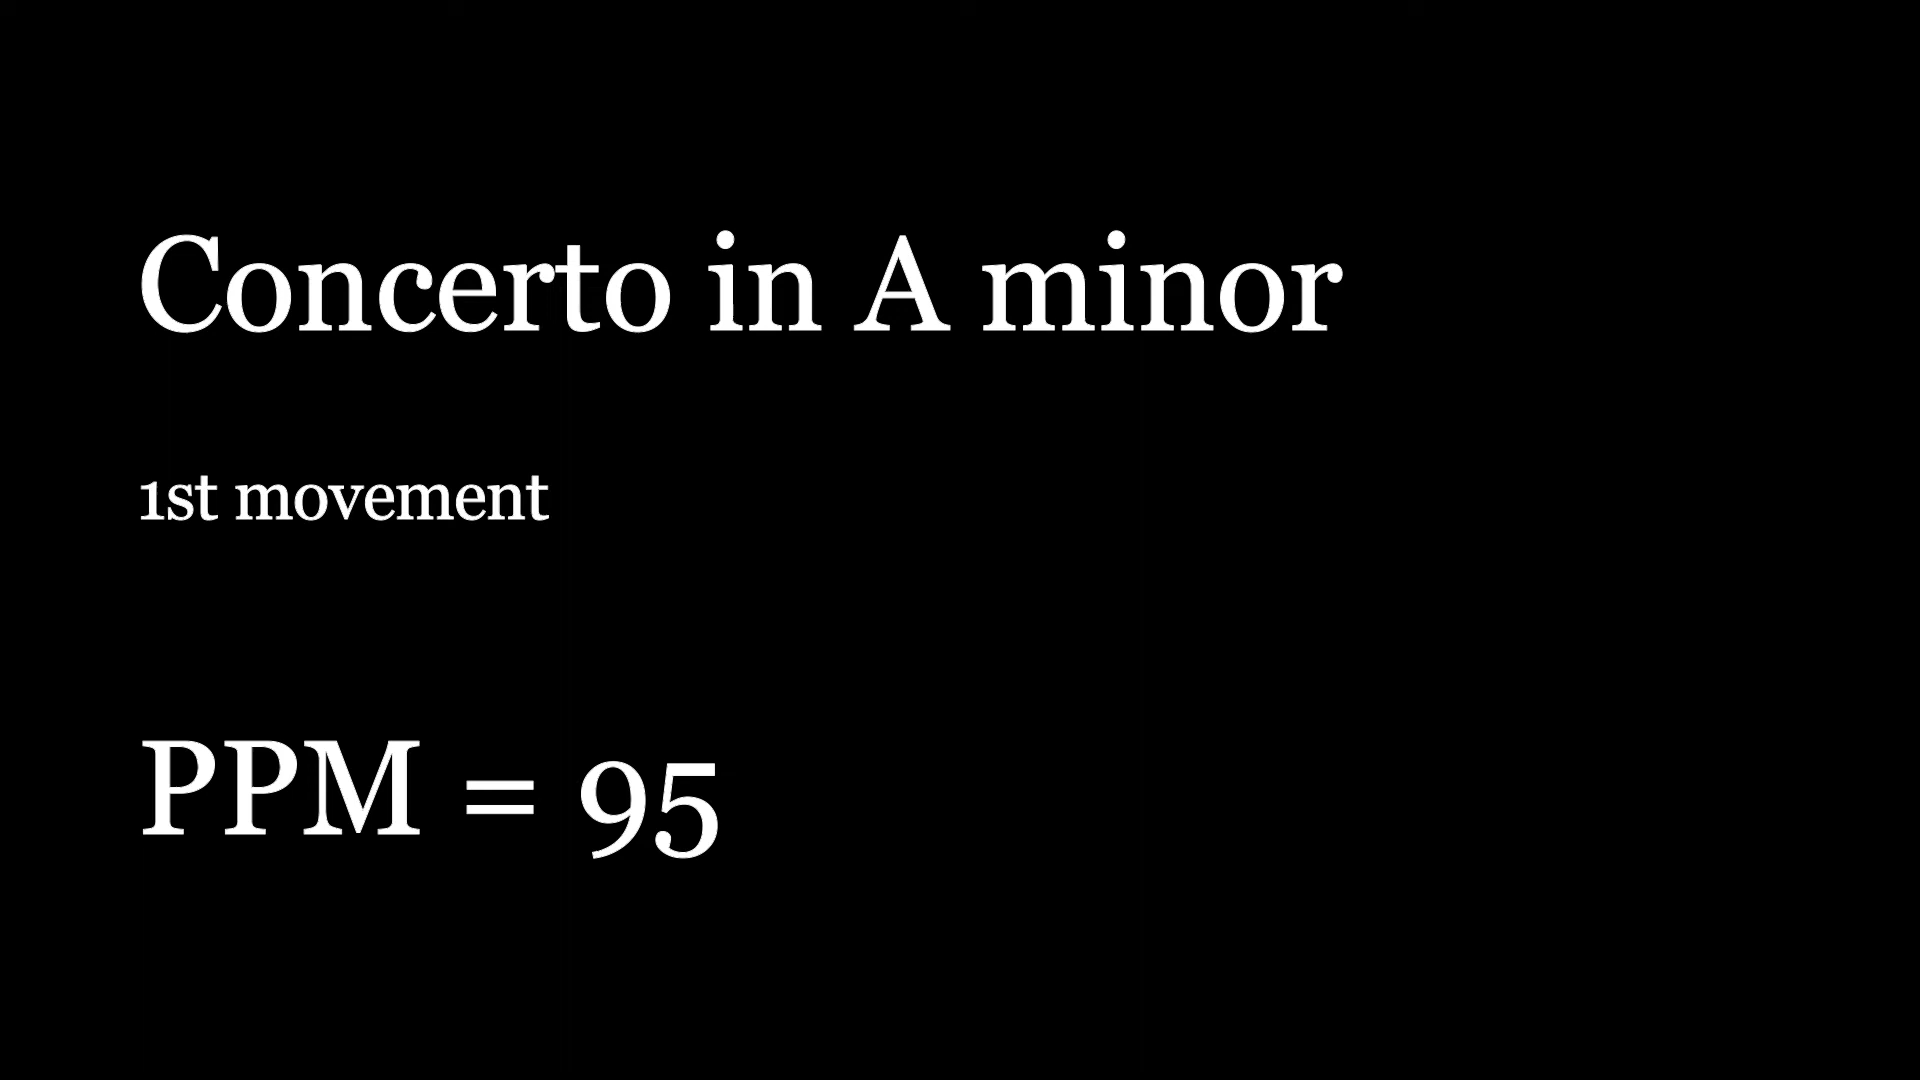 Concerto in A minor
1st movement
PPM = 95